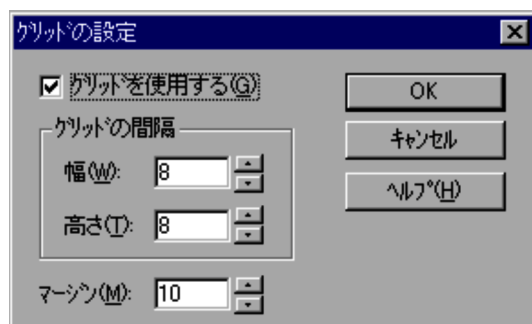 ｸﾞﾘｯﾄﾞの設定
ｸﾞﾘｯﾄﾞを使用する(G)
ｸﾞﾘｯﾄﾞの間隔
幅(W): 8
高さ(T): 8
ﾏｰｼﾞﾝ(M): 10
OK
ｷｬﾝｾﾙ
ﾍﾙﾌﾟ(H)